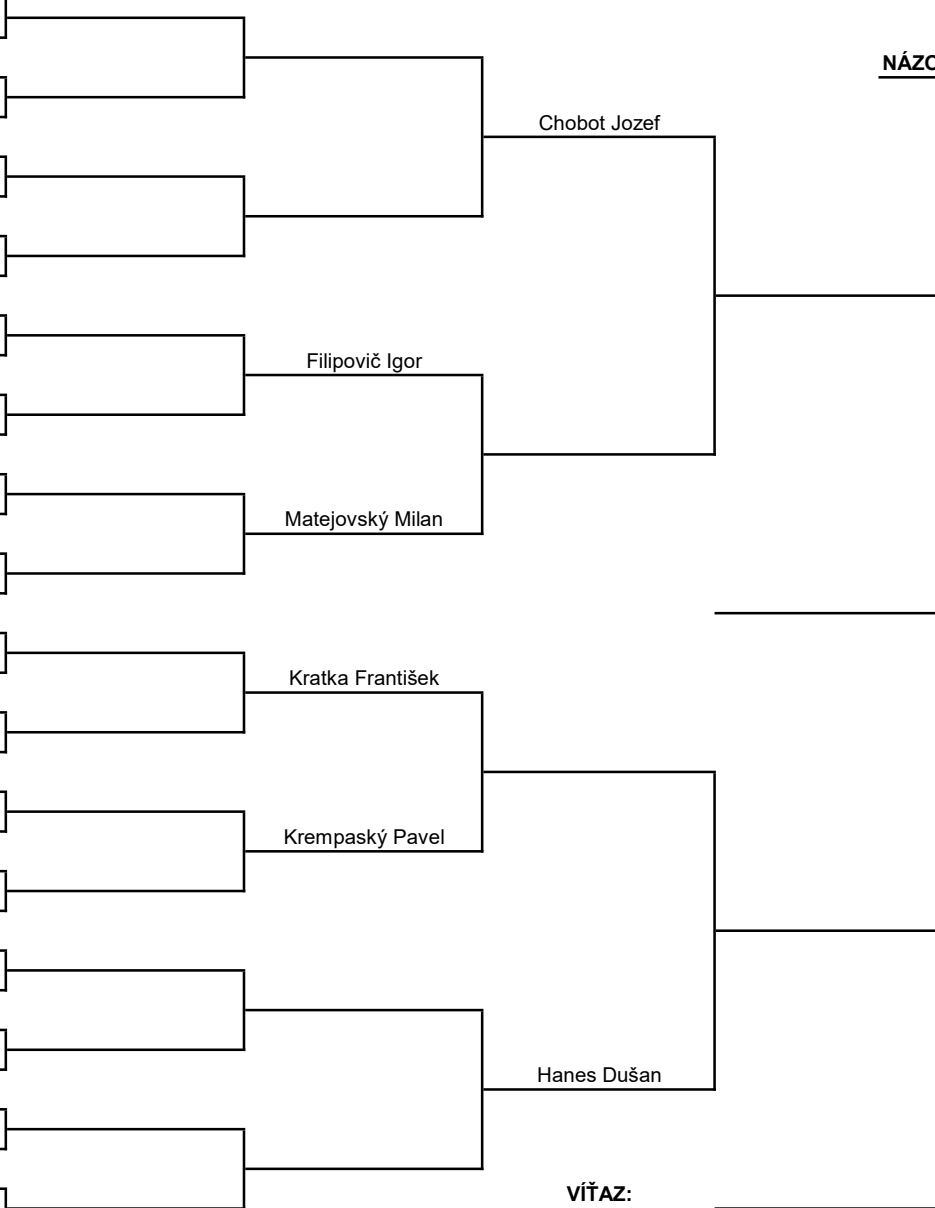 NÁZO
Chobot Jozef
Filipovič Igor
Matejovský Milan
Kratka František
Krempaský Pavel
Hanes Dušan
VÍŤAZ: